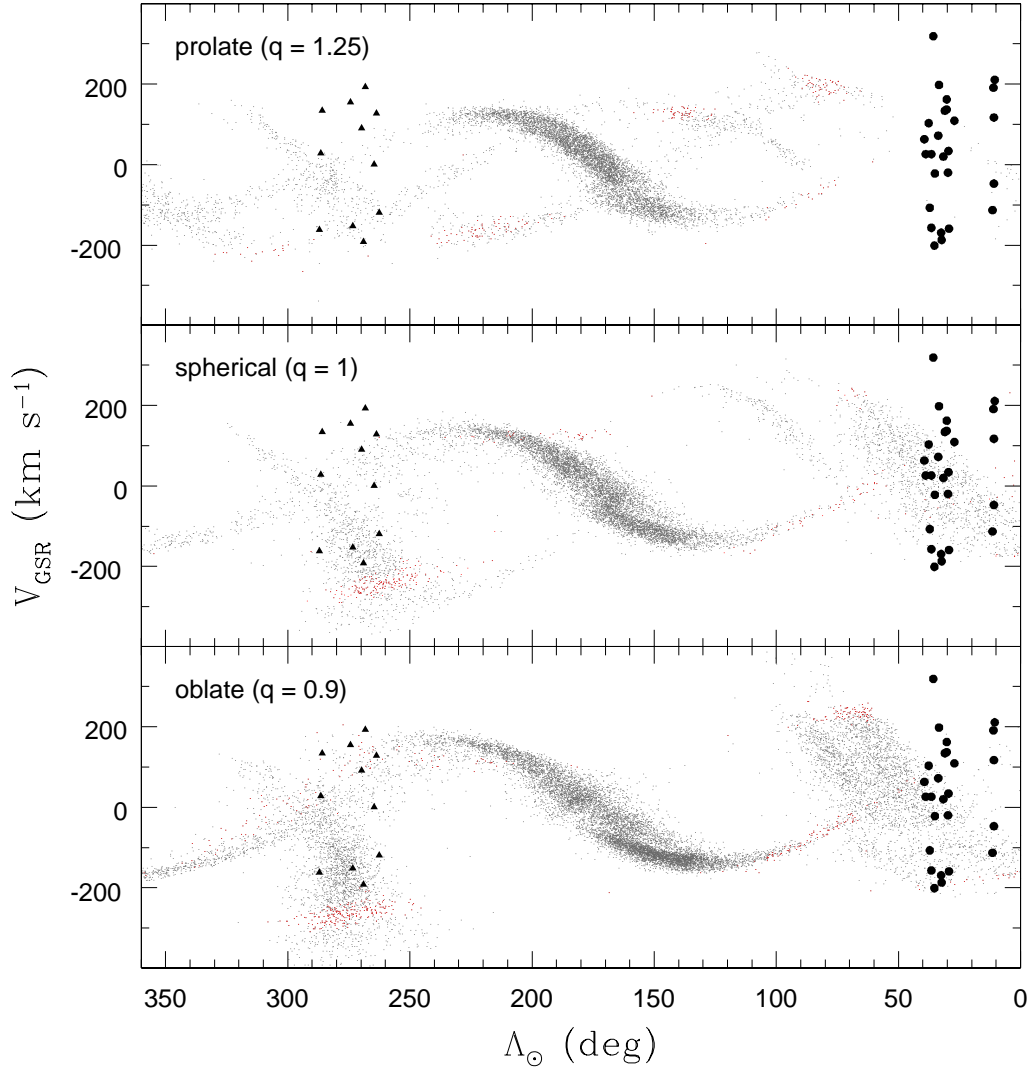 prolate (q = 1.25)
200
0
-200
spherical (q = 1)
200
0
-200
V_GSR (km s⁻¹)
oblate (q = 0.9)
200
0
-200
350 300 250 200 150 100 50 0
Λ_⊙ (deg)